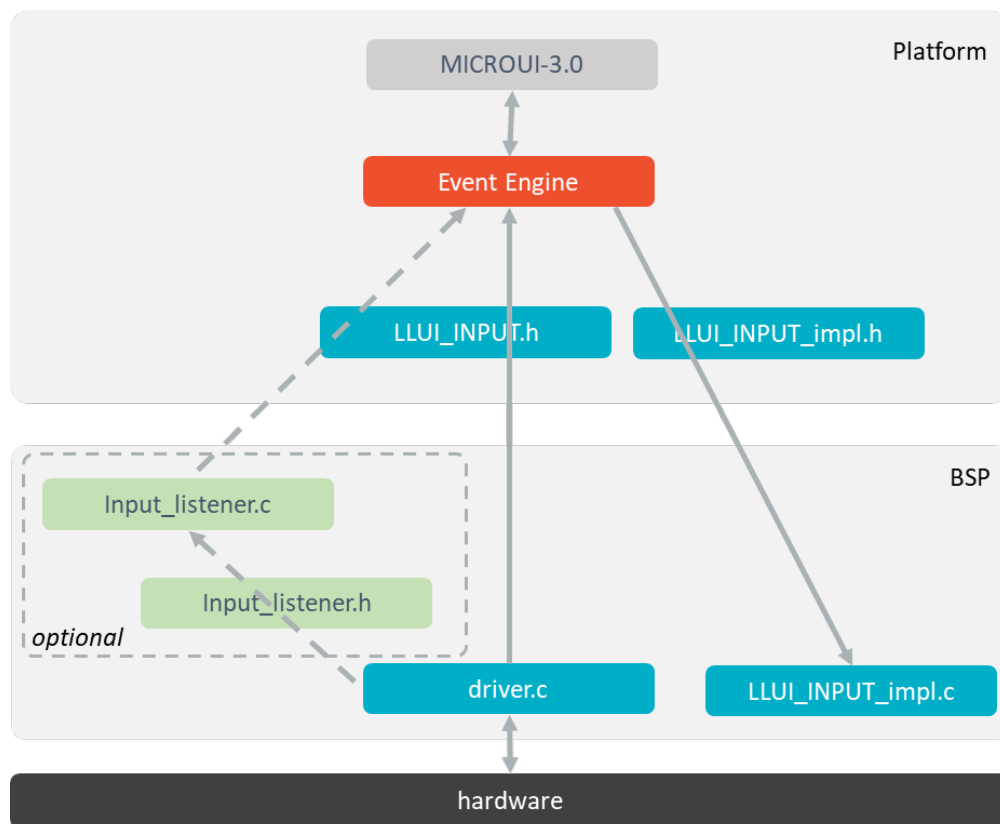 Platform
MICROUI-3.0
Event Engine
LLUI_INPUT.h
LLUI_INPUT_impl.h
BSP
Input_listener.c
Input_listener.h
optional
driver.c
LLUI_INPUT_impl.c
hardware